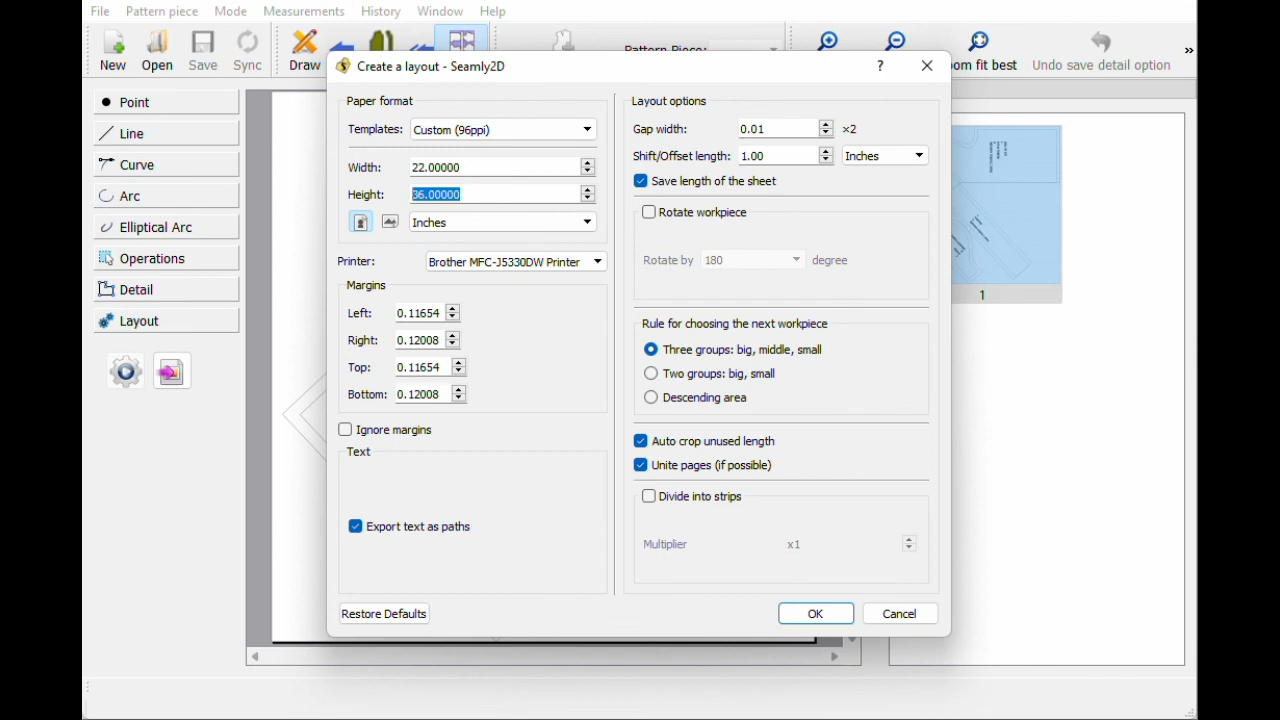 File Pattern piece Mode Measurements History Window Help
New Open Save Sync Draw Pattern Piece: om fit best Undo save detail option »
Create a layout - Seamly2D ?
Point
Line
Curve
Arc
Elliptical Arc
Operations
Detail
Layout
Paper format
Templates: Custom (96ppi)
Width: 22.00000
Height: 36.00000
Inches
Printer: Brother MFC-J5330DW Printer
Margins
Left: 0.11654
Right: 0.12008
Top: 0.11654
Bottom: 0.12008
Ignore margins
Text
Export text as paths
Restore Defaults
Layout options
Gap width: 0.01 ×2
Shift/Offset length: 1.00 Inches
Save length of the sheet
Rotate workpiece
Rotate by 180 degree
Rule for choosing the next workpiece
Three groups: big, middle, small
Two groups: big, small
Descending area
Auto crop unused length
Unite pages (if possible)
Divide into strips
Multiplier x1
OK Cancel
1